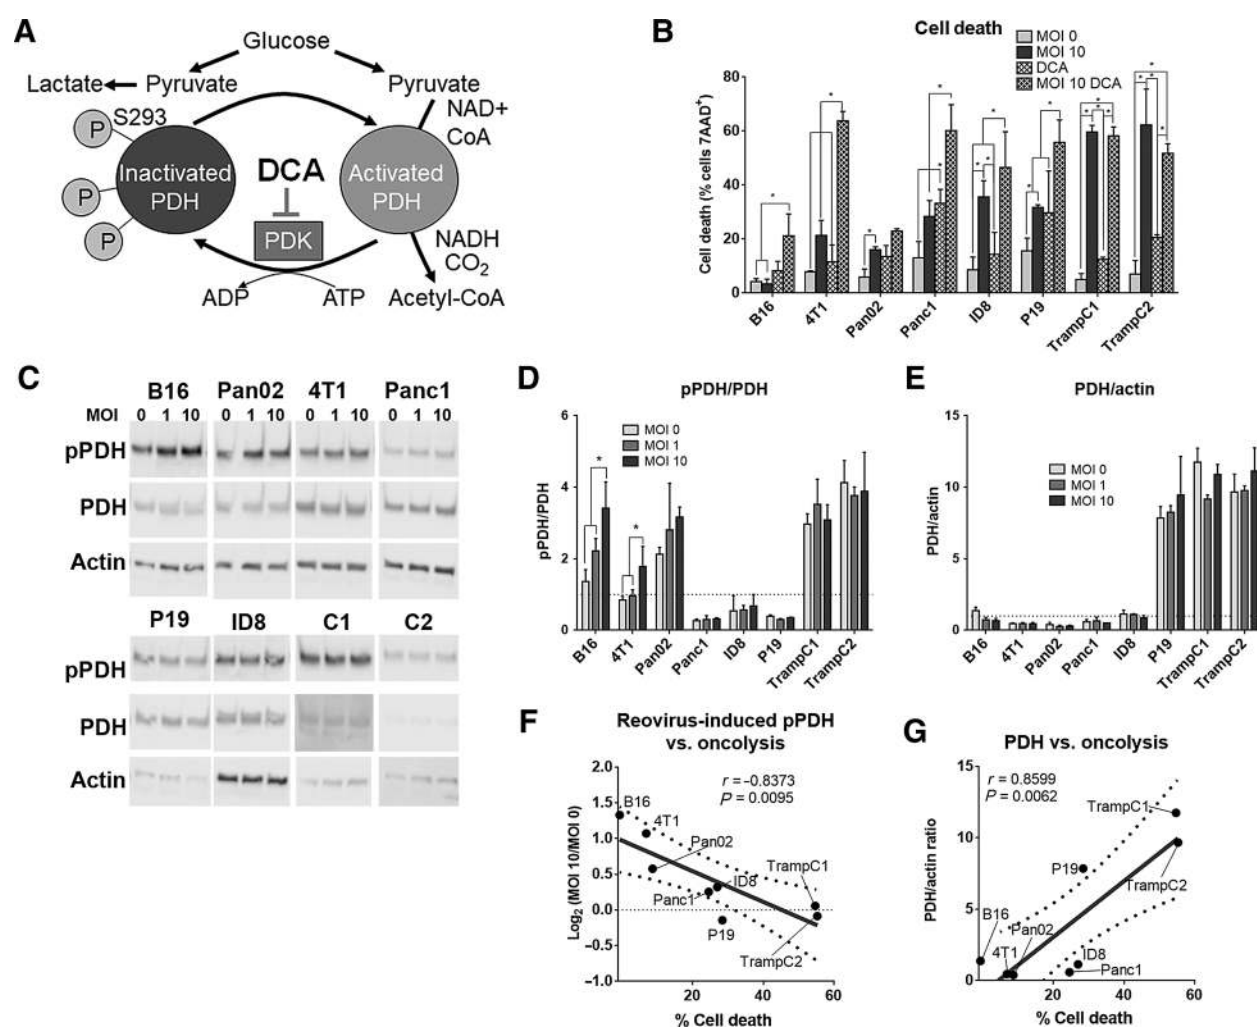 A
Glucose
Lactate
Pyruvate
Pyruvate
P
S293
NAD+
CoA
Inactivated
PDH
DCA
Activated
PDH
P
P
PDK
NADH
CO2
ADP
ATP
Acetyl-CoA
B
Cell death
MOI 0
MOI 10
DCA
MOI 10 DCA
Cell death (% cells 7AAD+)
80
60
40
20
0
* * * * * * * * * * * * * * * * * * *
B16
4T1
Pan02
Panc1
ID8
P19
TrampC1
TrampC2
C
B16 Pan02 4T1 Panc1
MOI 0 1 10 0 1 10 0 1 10 0 1 10
pPDH
PDH
Actin
P19 ID8 C1 C2
pPDH
PDH
Actin
D
pPDH/PDH
MOI 0
MOI 1
MOI 10
pPDH/PDH
6
4
2
0
* *
B16
4T1
Pan02
Panc1
ID8
P19
TrampC1
TrampC2
E
PDH/actin
MOI 0
MOI 1
MOI 10
PDH/actin
15
10
5
0
B16
4T1
Pan02
Panc1
ID8
P19
TrampC1
TrampC2
F
Reovirus-induced pPDH
vs. oncolysis
r = –0.8373
P = 0.0095
Log2 (MOI 10/MOI 0)
2.0
1.5
1.0
0.5
0.0
–0.5
–1.0
B16
4T1
Pan02
TrampC1
ID8
Panc1
P19
TrampC2
20 40 60
% Cell death
G
PDH vs. oncolysis
r = 0.8599
P = 0.0062
PDH/actin ratio
15
10
5
0
TrampC1
P19
TrampC2
B16
Pan02
4T1
ID8
Panc1
20 40 60
% Cell death